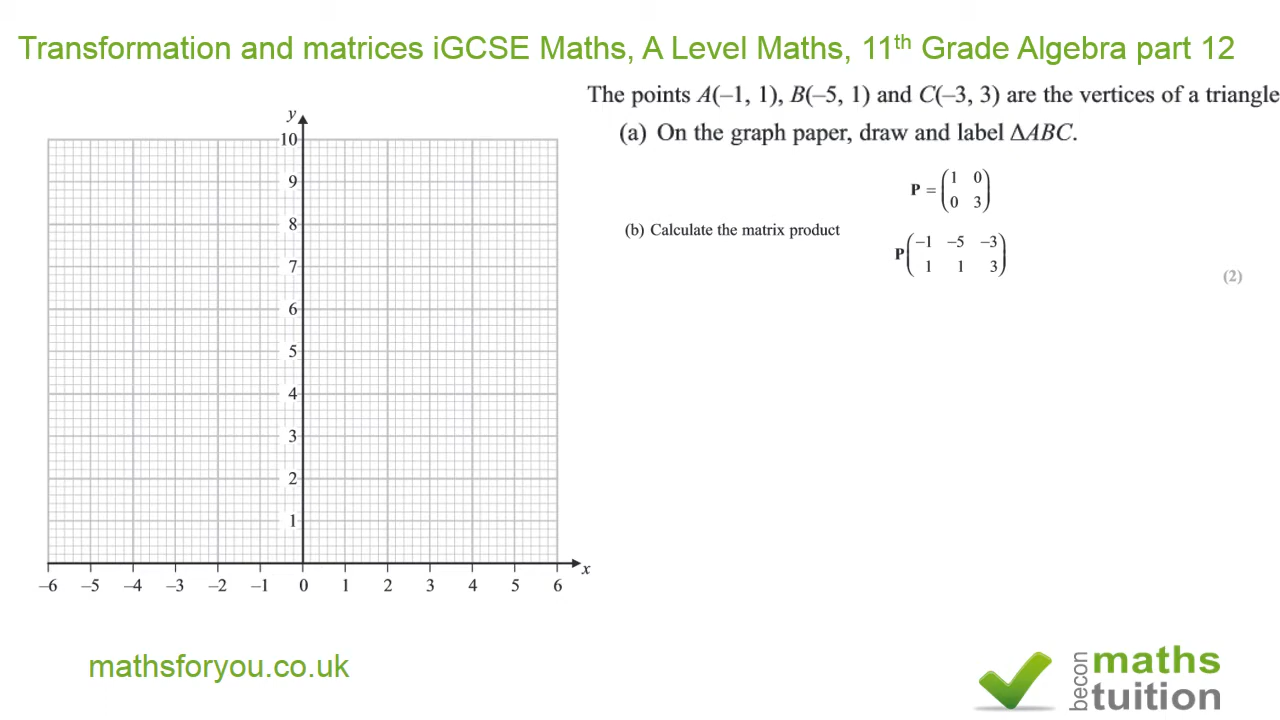 Transformation and matrices iGCSE Maths, A Level Maths, 11th Grade Algebra part 12
The points A(–1, 1), B(–5, 1) and C(–3, 3) are the vertices of a triangle
(a) On the graph paper, draw and label ΔABC.
P = (1 0
0 3)
(b) Calculate the matrix product
P(–1 –5 –3
1 1 3)
(2)
y
10
9
8
7
6
5
4
3
2
1
–6 –5 –4 –3 –2 –1 0 1 2 3 4 5 6 x
mathsforyou.co.uk
becon
maths
tuition